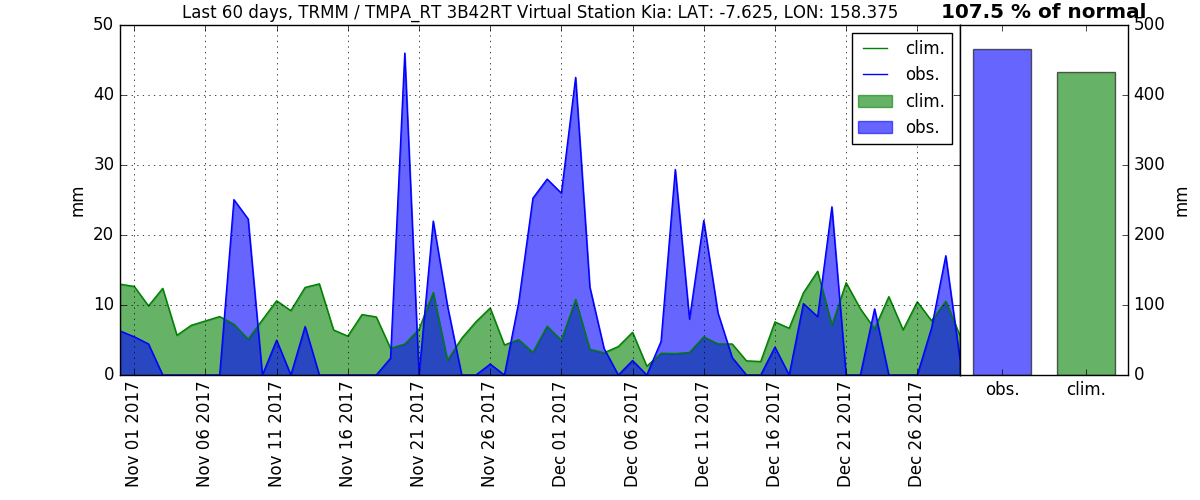 Last 60 days, TRMM / TMPA_RT 3B42RT Virtual Station Kia: LAT: -7.625, LON: 158.375
107.5 % of normal
50
40
30
20
10
0
mm
clim.
obs.
clim.
obs.
500
400
300
200
100
0
mm
obs.
clim.
Nov 01 2017
Nov 06 2017
Nov 11 2017
Nov 16 2017
Nov 21 2017
Nov 26 2017
Dec 01 2017
Dec 06 2017
Dec 11 2017
Dec 16 2017
Dec 21 2017
Dec 26 2017